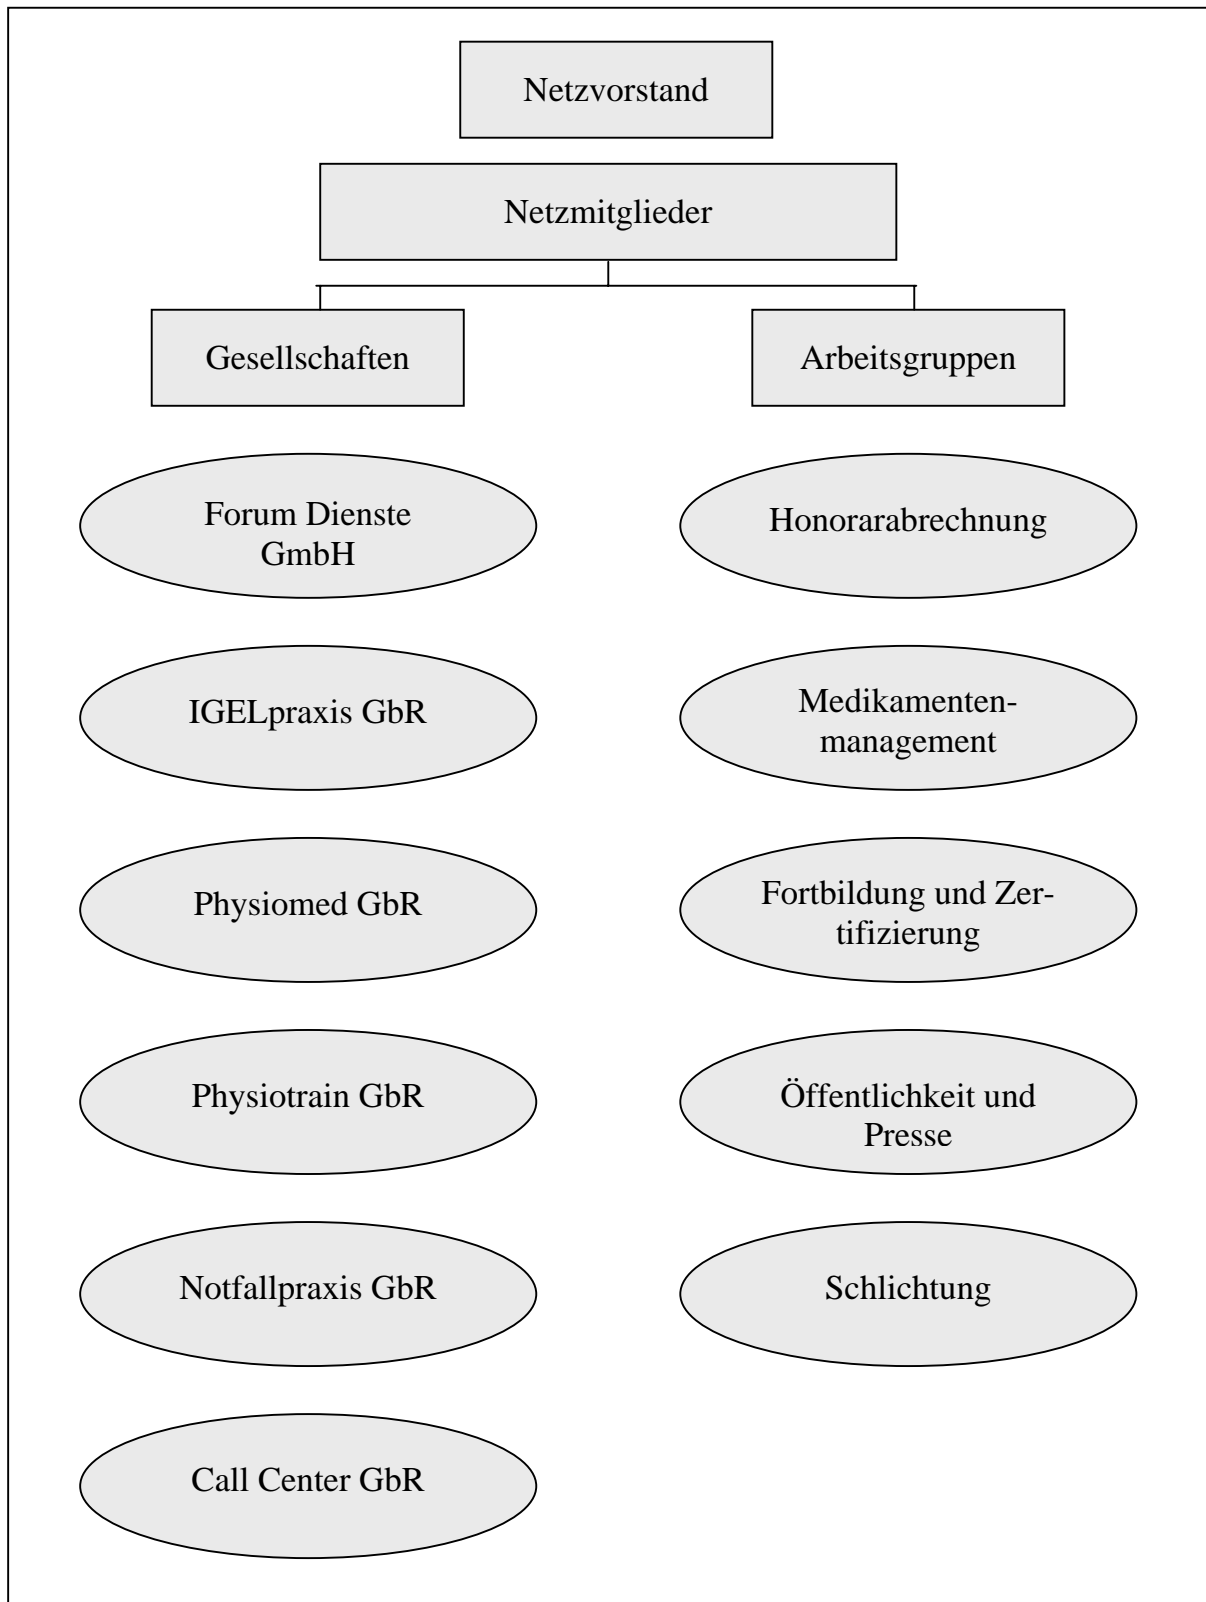 Netzvorstand
Netzmitglieder
Gesellschaften
Arbeitsgruppen
Forum Dienste
GmbH
Honorarabrechnung
IGELpraxis GbR
Medikamenten-
management
Physiomed GbR
Fortbildung und Zer-
tifizierung
Physiotrain GbR
Öffentlichkeit und
Presse
Notfallpraxis GbR
Schlichtung
Call Center GbR